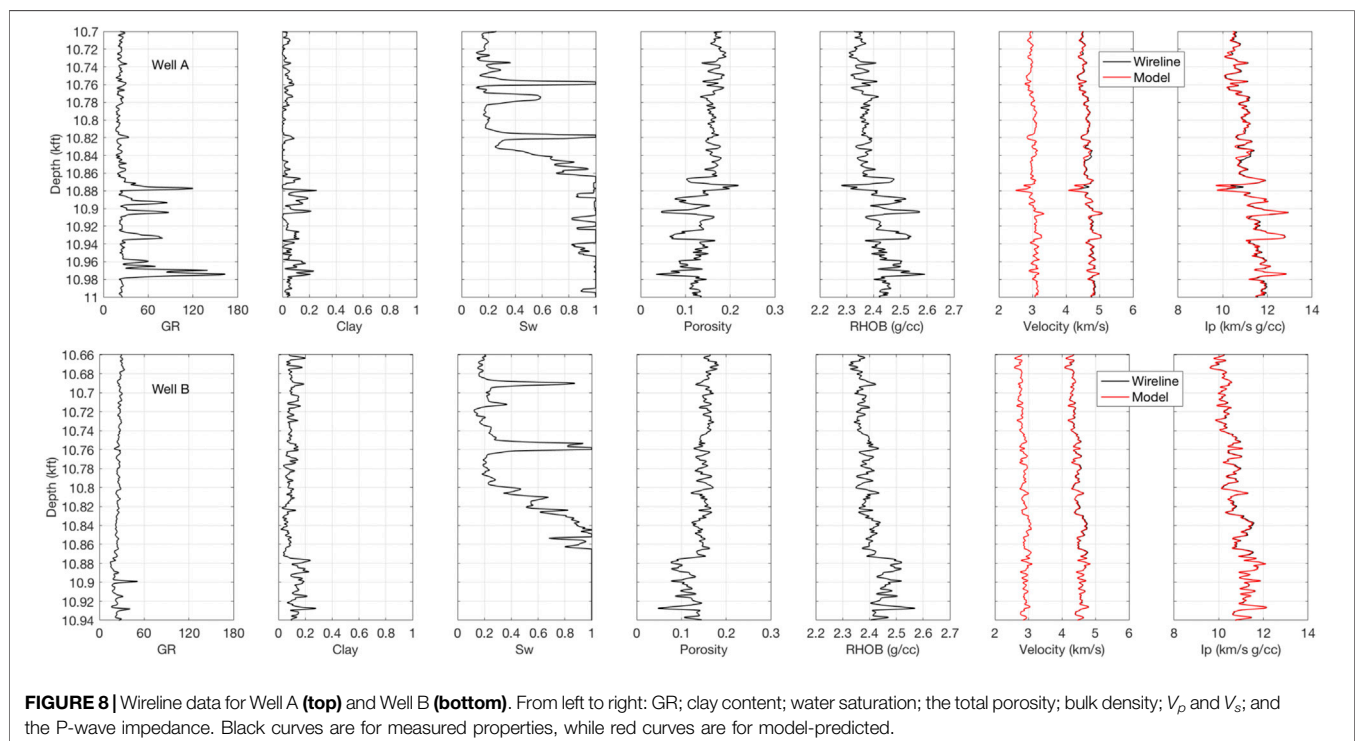 10.7
10.72
10.74
10.76
10.78
10.8
10.82
10.84
10.86
10.88
10.9
10.92
10.94
10.96
10.98
11
Depth (kft)
Well A
Wireline
Model
0 60 120 180
0 0.2 0.4 0.6 0.8 1
0 0.2 0.4 0.6 0.8 1
0 0.1 0.2 0.3
2.2 2.3 2.4 2.5 2.6 2.7
2 3 4 5 6
8 10 12 14
GR Clay Sw Porosity RHOB (g/cc) Velocity (km/s) Ip (km/s g/cc)
10.66
10.68
10.7
10.72
10.74
10.76
10.78
10.8
10.82
10.84
10.86
10.88
10.9
10.92
10.94
Depth (kft)
Well B
Wireline
Model
0 60 120 180
0 0.2 0.4 0.6 0.8 1
0 0.2 0.4 0.6 0.8 1
0 0.1 0.2 0.3
2.2 2.3 2.4 2.5 2.6 2.7
2 3 4 5 6
8 10 12 14
GR Clay Sw Porosity RHOB (g/cc) Velocity (km/s) Ip (km/s g/cc)
FIGURE 8 | Wireline data for Well A (top) and Well B (bottom). From left to right: GR; clay content; water saturation; the total porosity; bulk density; Vp and Vs; and
the P-wave impedance. Black curves are for measured properties, while red curves are for model-predicted.